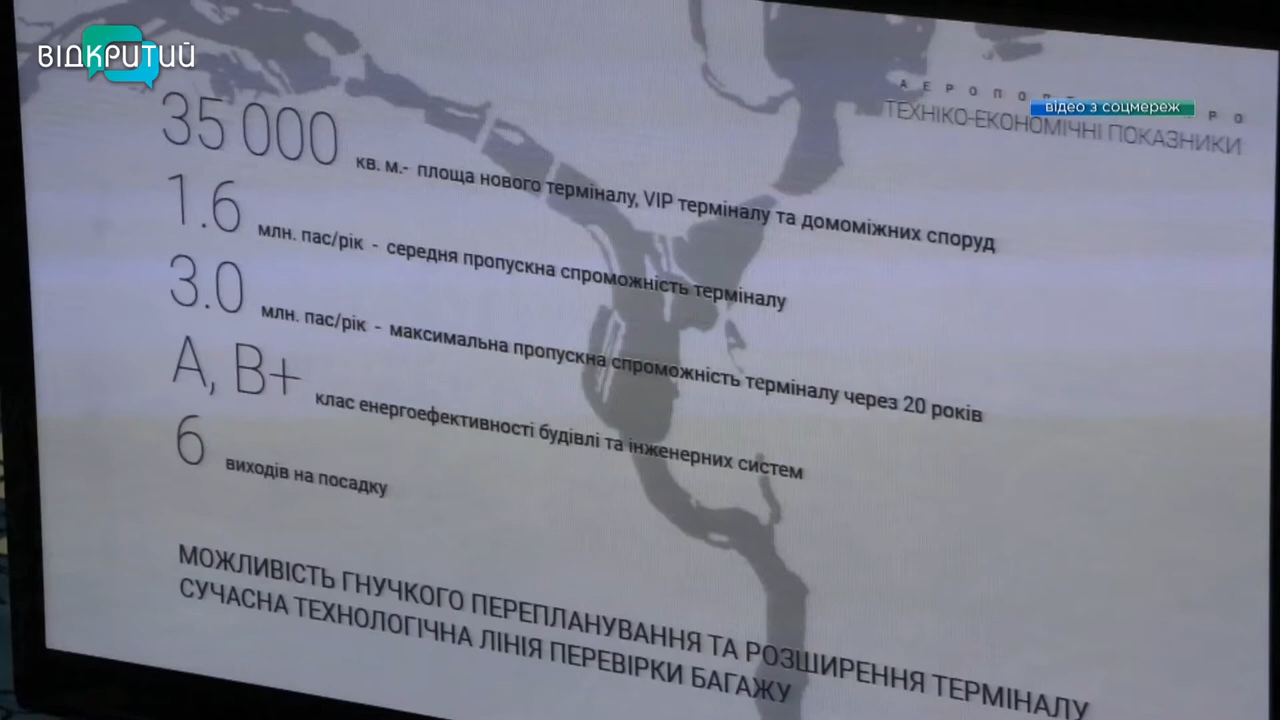 ВІДКРИТИЙ
відео з соцмереж
ТЕХНІКО-ЕКОНОМІЧНІ ПОКАЗНИКИ
35 000 кв. м.- площа нового терміналу, VIP терміналу та домоміжних споруд
1.6 млн. пас/рік - середня пропускна спроможність терміналу
3.0 млн. пас/рік - максимальна пропускна спроможність терміналу через 20 років
A, B+ клас енергоефективності будівлі та інженерних систем
6 виходів на посадку
МОЖЛИВІСТЬ ГНУЧКОГО ПЕРЕПЛАНУВАННЯ ТА РОЗШИРЕННЯ ТЕРМІНАЛУ
СУЧАСНА ТЕХНОЛОГІЧНА ЛІНІЯ ПЕРЕВІРКИ БАГАЖУ